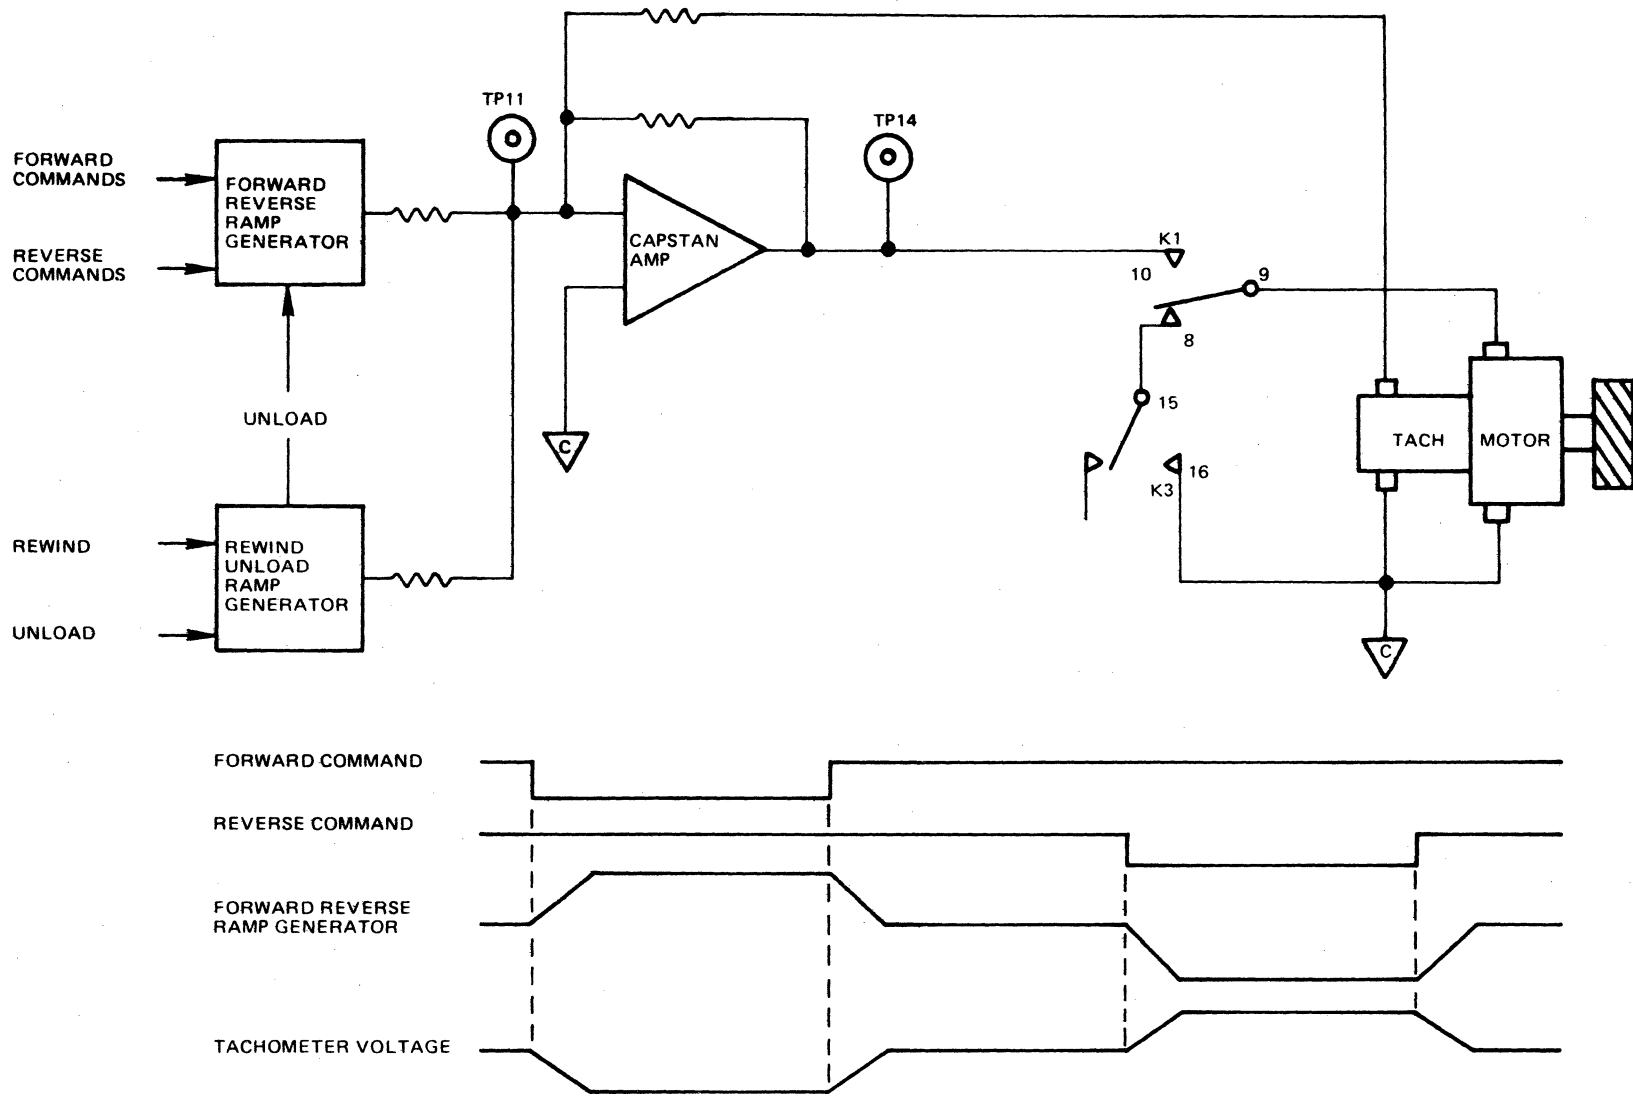 TP11
TP14
FORWARD
COMMANDS
FORWARD
REVERSE
RAMP
GENERATOR
REVERSE
COMMANDS
CAPSTAN
AMP
K1
10
9
8
UNLOAD
C
15
16
K3
TACH
MOTOR
REWIND
UNLOAD
REWIND
UNLOAD
RAMP
GENERATOR
C
FORWARD COMMAND
REVERSE COMMAND
FORWARD REVERSE
RAMP GENERATOR
TACHOMETER VOLTAGE